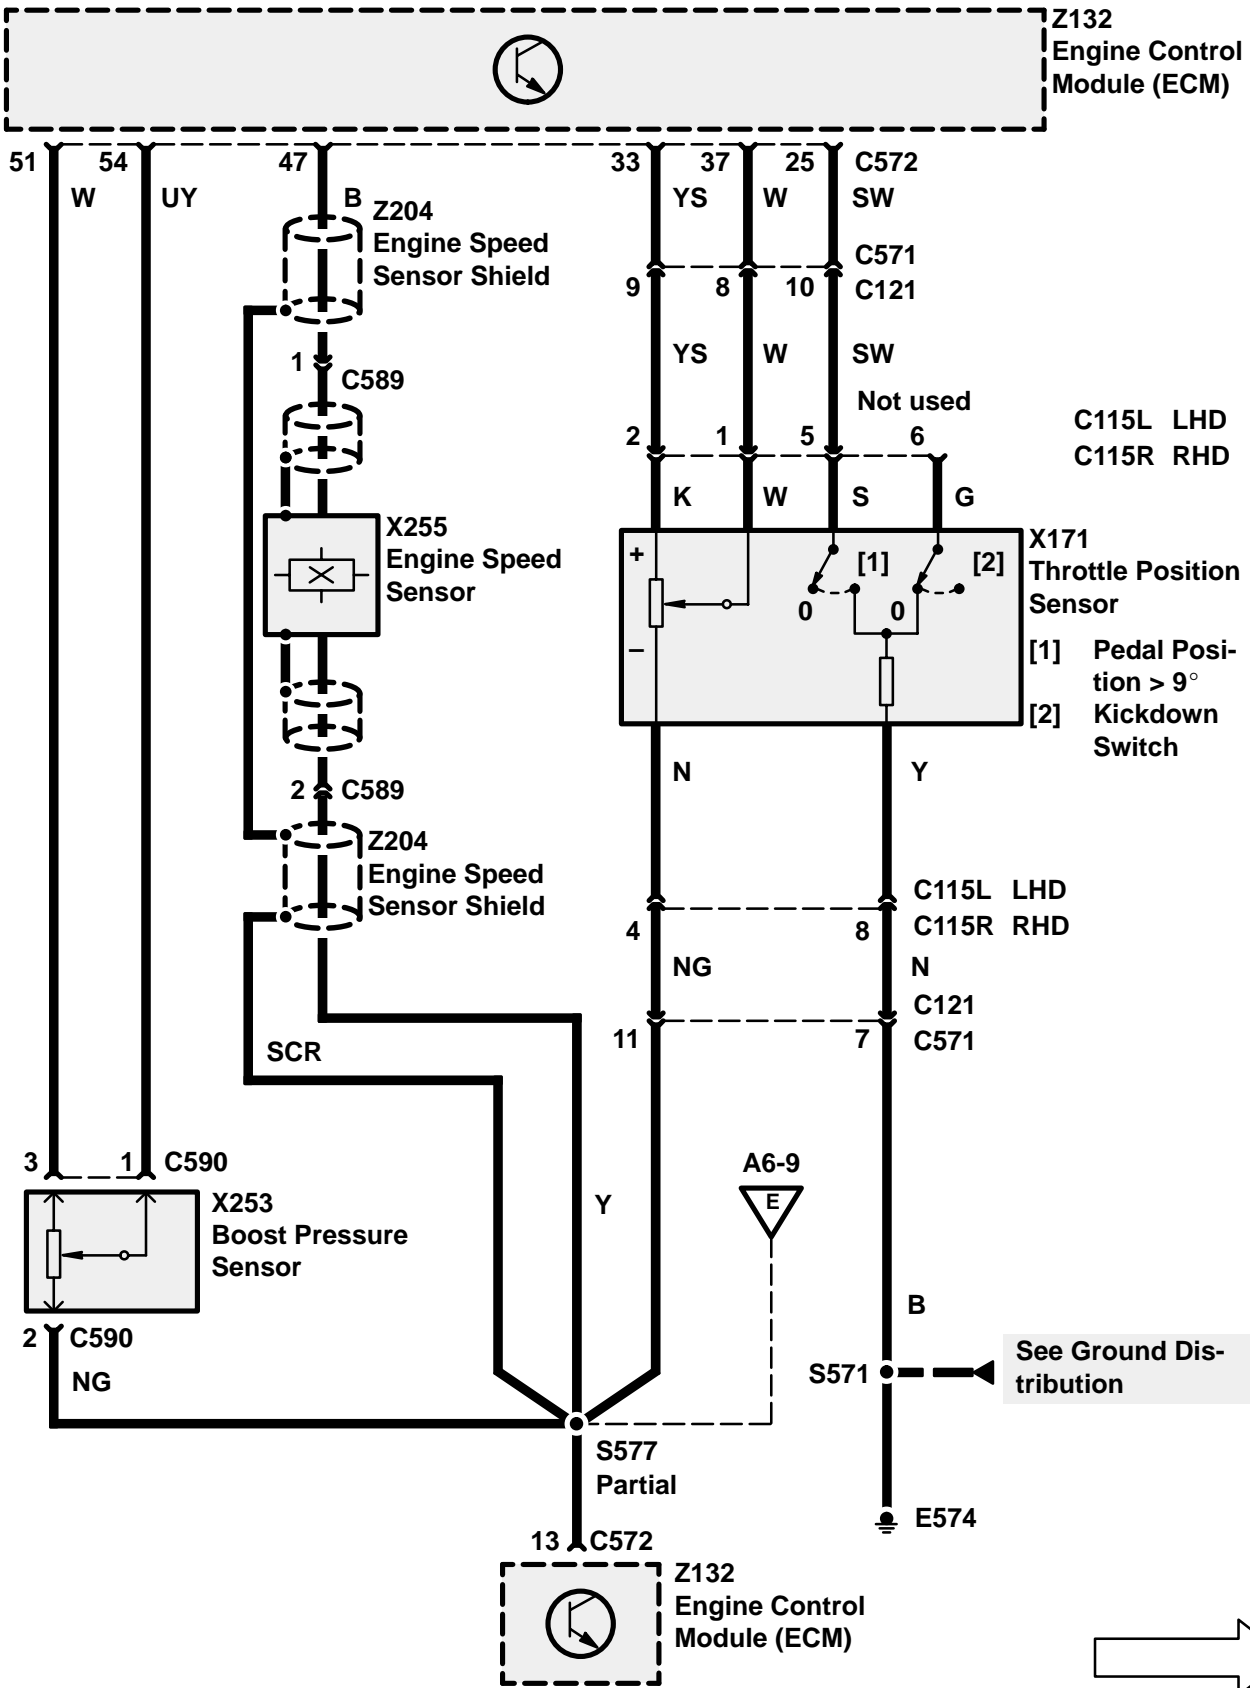 Z132
Engine Control
Module (ECM)
51 54 47 33 37 25 C572
W UY B YS W SW
Z204
Engine Speed
Sensor Shield
C571
9 8 10 C121
YS W SW
1
C589
Not used
2 1 5 6
C115L LHD
C115R RHD
K W S G
X255
Engine Speed
Sensor
+
–
[1] [2]
0 0
X171
Throttle Position
Sensor
[1] Pedal Posi-
tion > 9°
[2] Kickdown
Switch
N Y
2 C589
Z204
Engine Speed
Sensor Shield
C115L LHD
4 8 C115R RHD
NG N
C121
11 7 C571
SCR
3 1 C590
A6-9
E
X253
Boost Pressure
Sensor
Y
B
2 C590
NG
S571
See Ground Dis-
tribution
S577
Partial
E574
13 C572
Z132
Engine Control
Module (ECM)